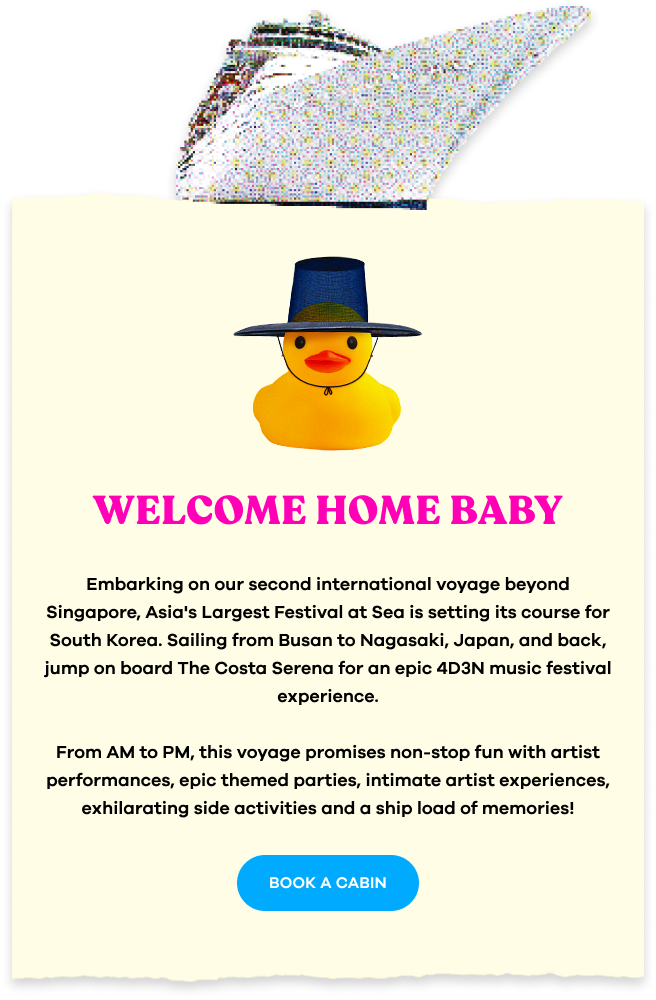 WELCOME HOME BABY
Embarking on our second international voyage beyond
Singapore, Asia's Largest Festival at Sea is setting its course for
South Korea. Sailing from Busan to Nagasaki, Japan, and back,
jump on board The Costa Serena for an epic 4D3N music festival
experience.
From AM to PM, this voyage promises non-stop fun with artist
performances, epic themed parties, intimate artist experiences,
exhilarating side activities and a ship load of memories!
BOOK A CABIN